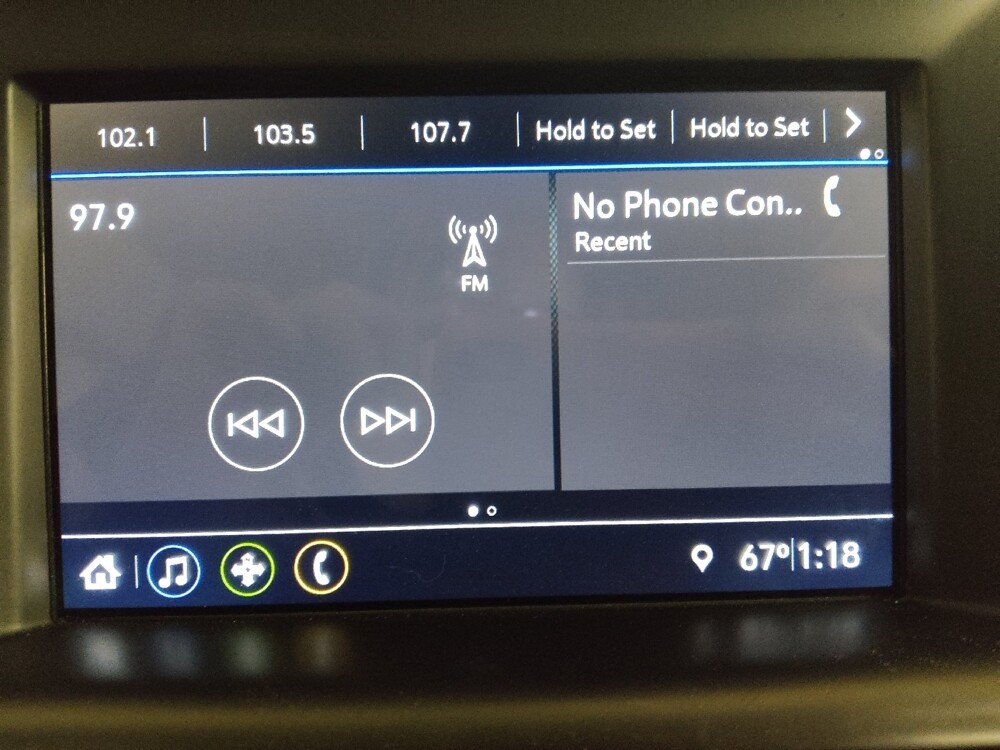 102.1 103.5 107.7 Hold to Set Hold to Set
97.9
FM
No Phone Con..
Recent
67° 1:18